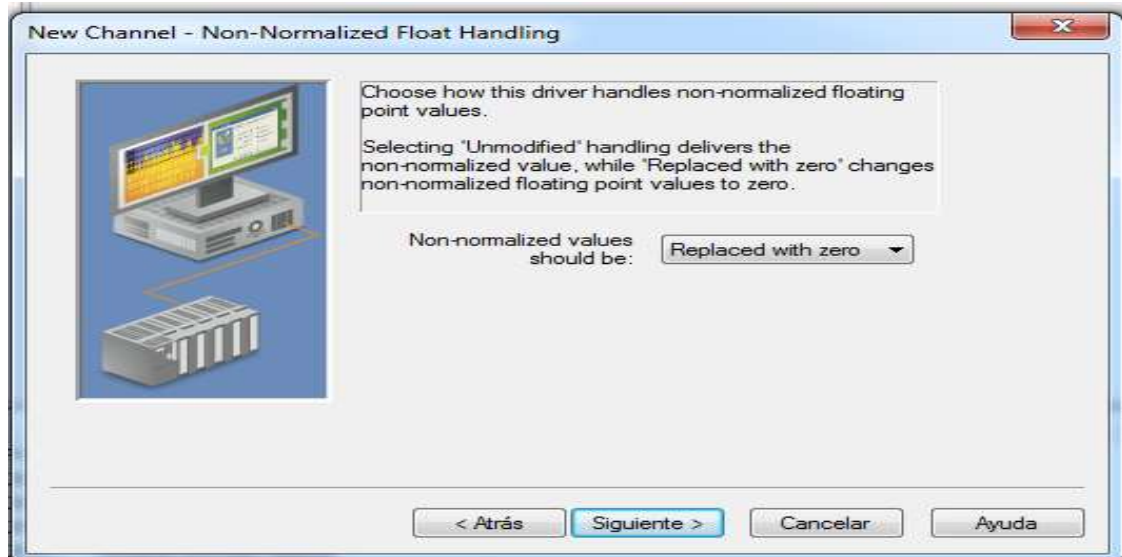 New Channel - Non-Normalized Float Handling
Choose how this driver handles non-normalized floating
point values.
Selecting 'Unmodified' handling delivers the
non-normalized value, while 'Replaced with zero' changes
non-normalized floating point values to zero.
Non-normalized values
should be:
Replaced with zero
< Atrás
Siguiente >
Cancelar
Ayuda